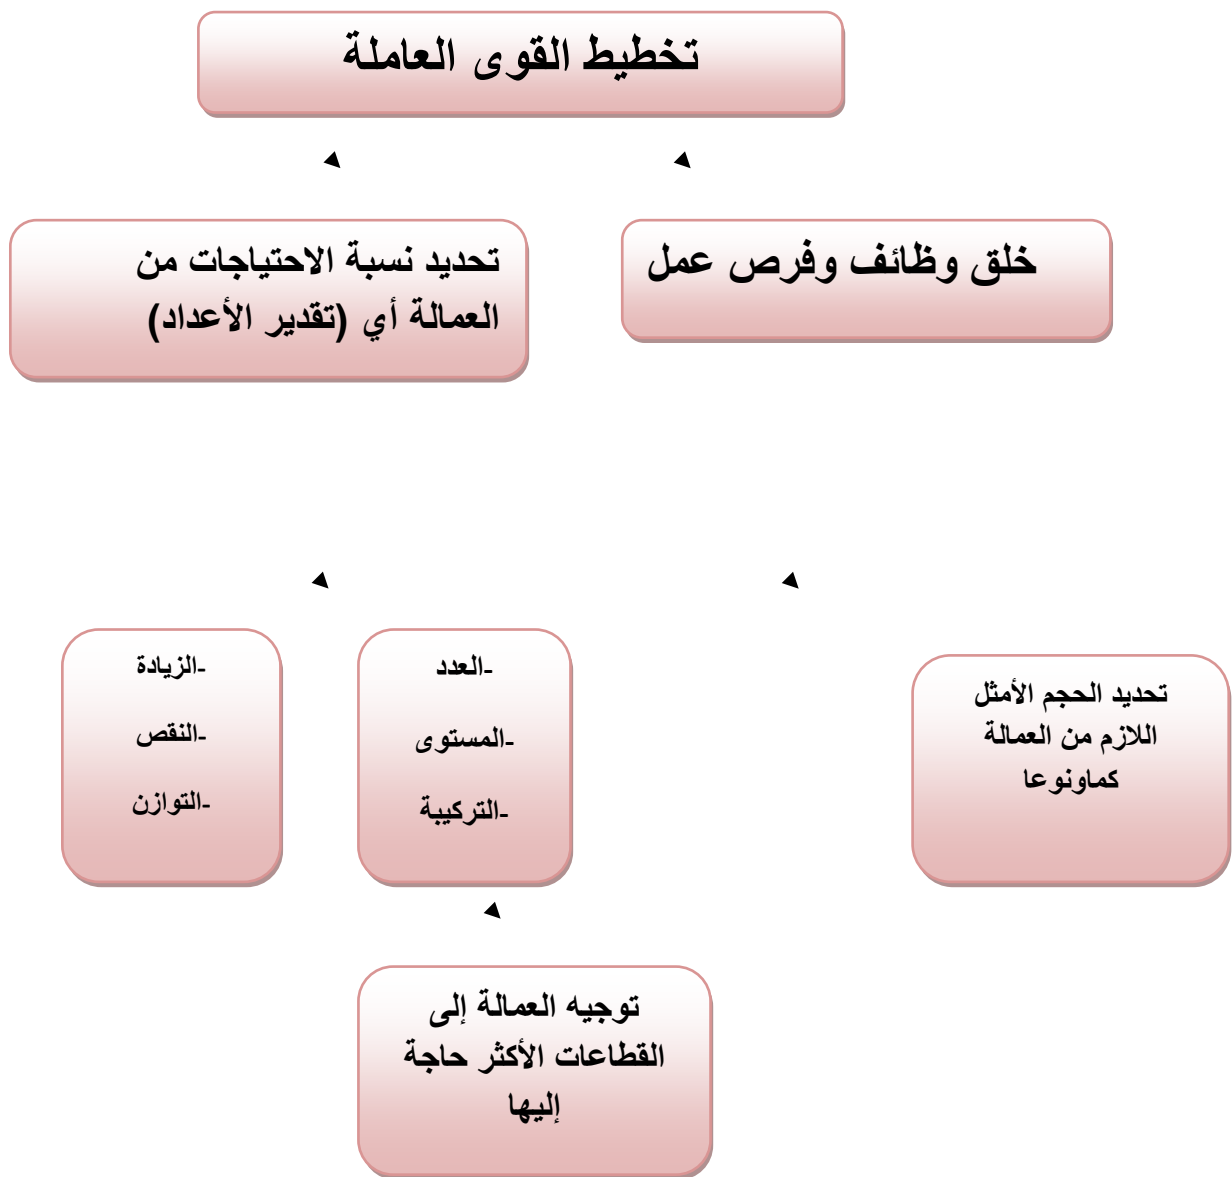 تخطيط القوى العاملة
خلق وظائف وفرص عمل
تحديد نسبة الاحتياجات من
العمالة أي (تقدير الأعداد)
تحديد الحجم الأمثل
اللازم من العمالة
كماونوعا
-العدد
-المستوى
-التركيبة
-الزيادة
-النقص
-التوازن
توجيه العمالة إلى
القطاعات الأكثر حاجة
إليها